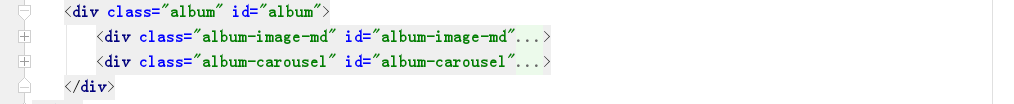 <div class="album" id="album">
<div class="album-image-md" id="album-image-md"...>
<div class="album-carousel" id="album-carousel"...>
</div>